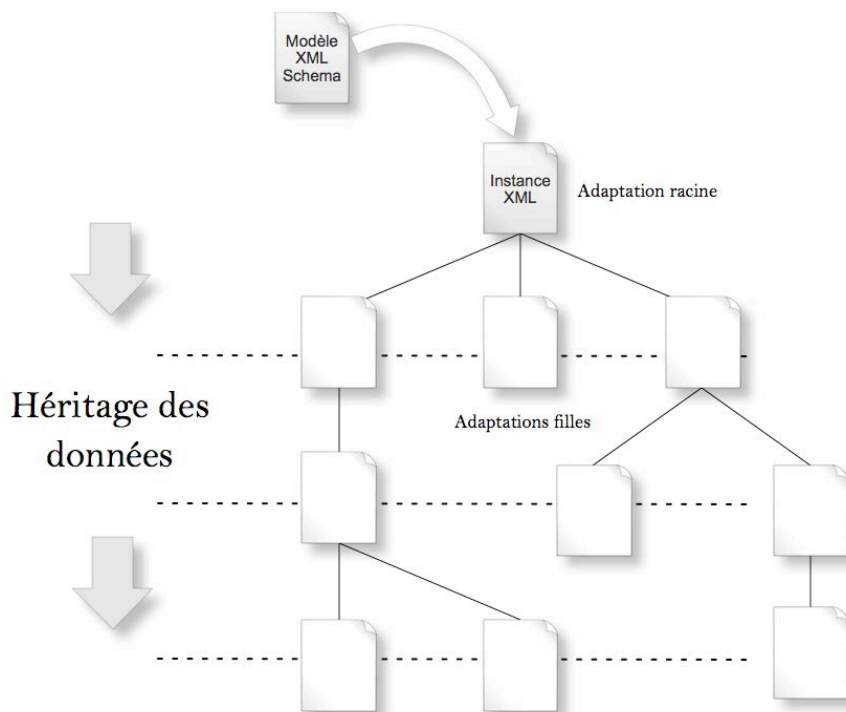 Modèle
XML
Schema
Instance
XML
Adaptation racine
Héritage des
données
Adaptations filles